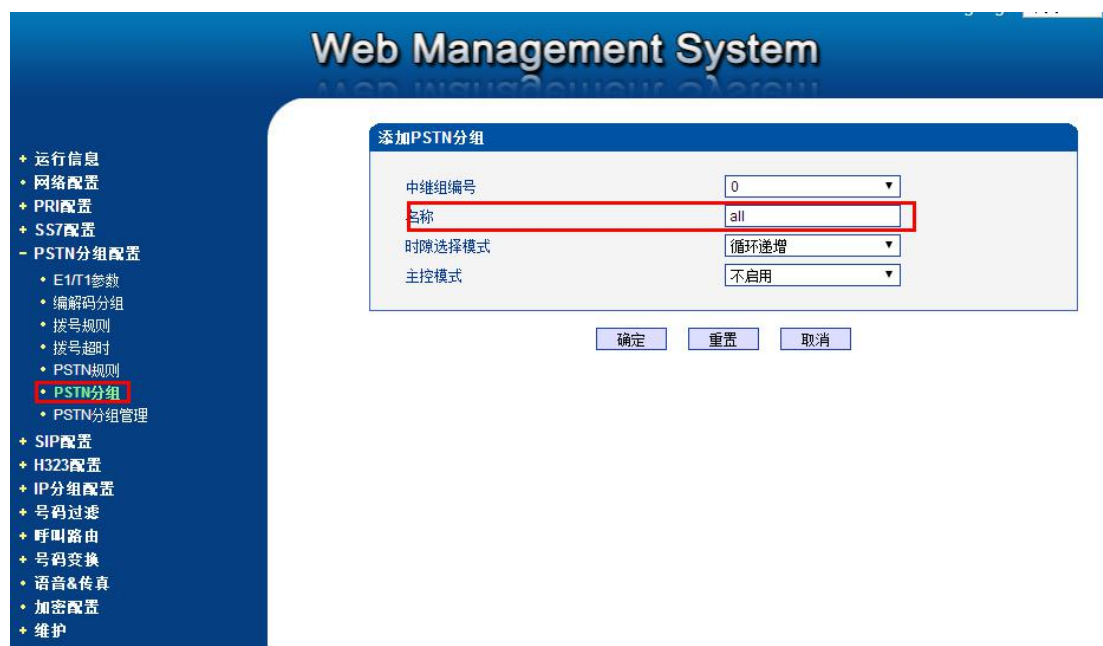 Web Management System
+ 运行信息
• 网络配置
+ PRI配置
+ SS7配置
- PSTN分组配置
• E1/T1参数
• 编解码分组
• 拨号规则
• 拨号超时
• PSTN规则
• PSTN分组
• PSTN分组管理
+ SIP配置
+ H323配置
+ IP分组配置
+ 号码过滤
+ 呼叫路由
+ 号码变换
• 语音&传真
• 加密配置
+ 维护
添加PSTN分组
中继组编号 0
名称 all
时隙选择模式 循环递增
主控模式 不启用
确定 重置 取消